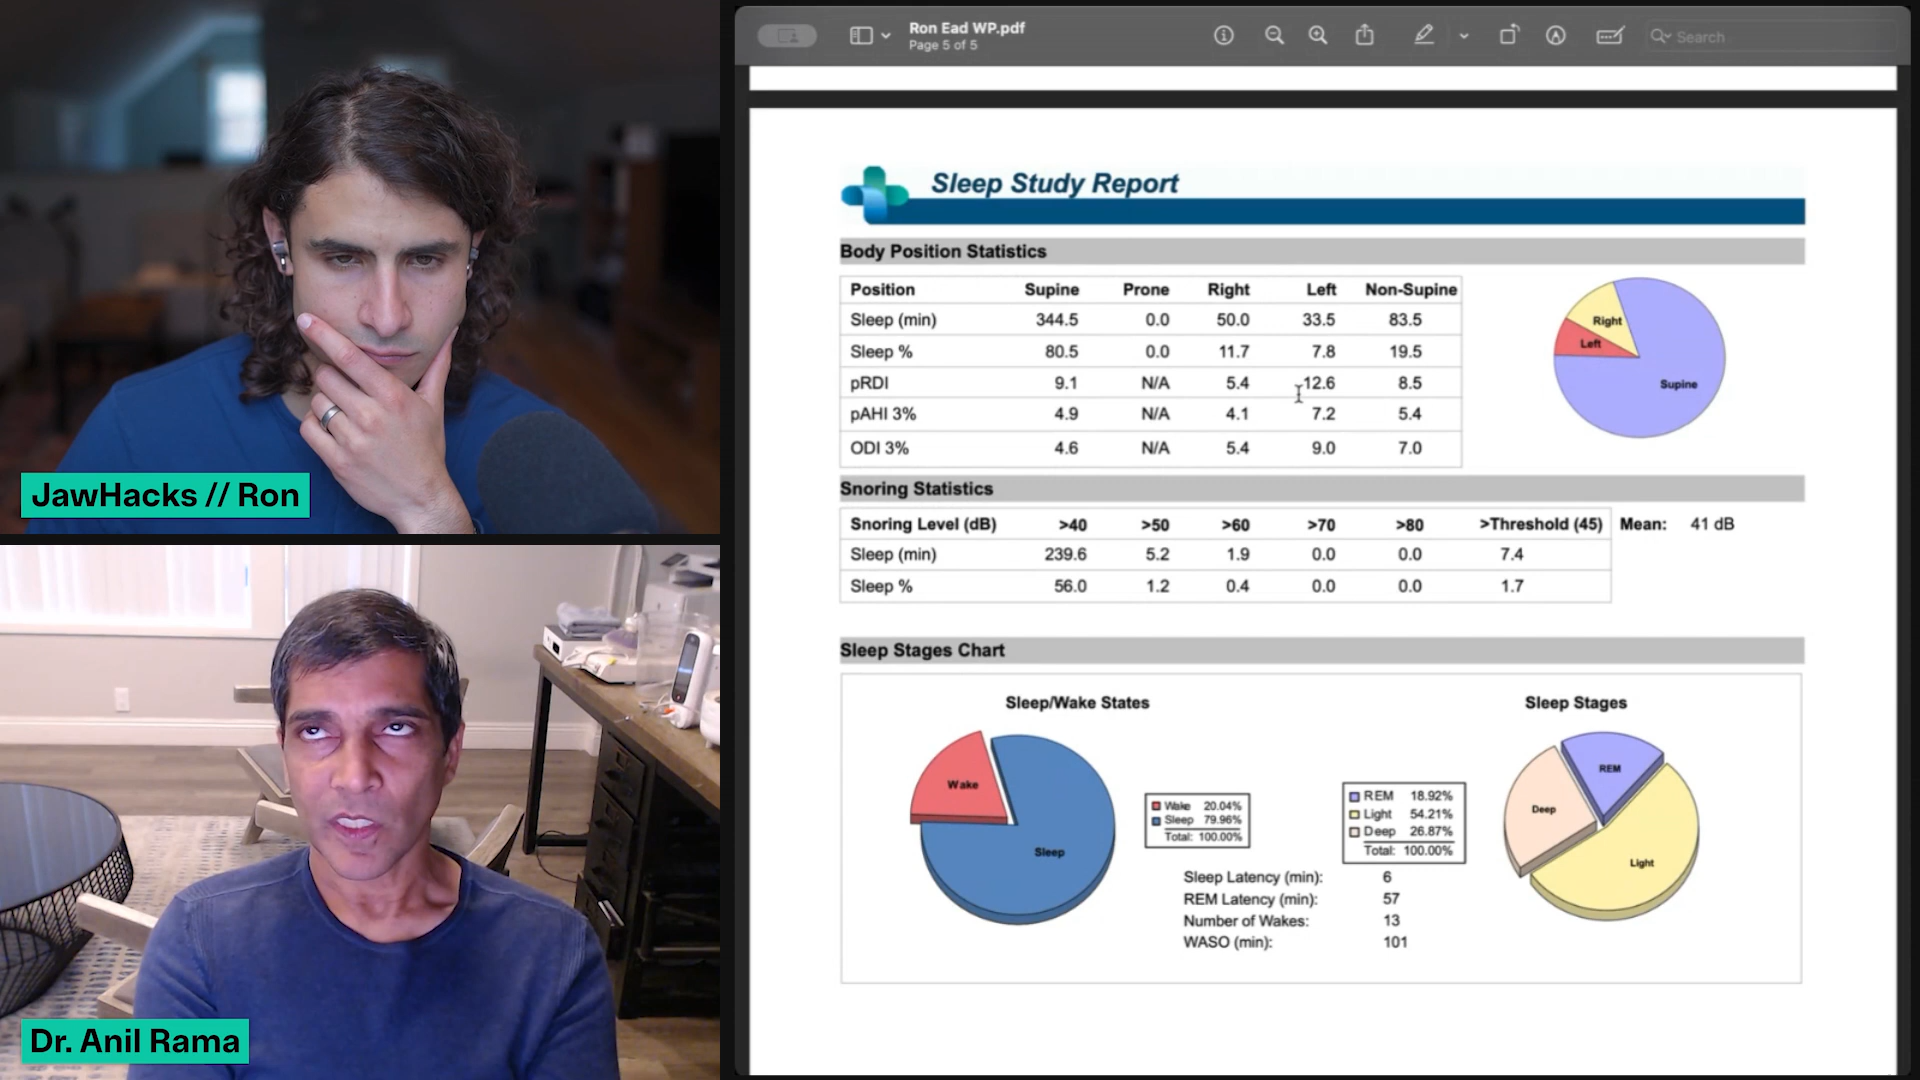 JawHacks // Ron
Dr. Anil Rama
Ron Ead WP.pdf
Page 5 of 5
Search
Sleep Study Report
Body Position Statistics
Position Supine Prone Right Left Non-Supine
Sleep (min) 344.5 0.0 50.0 33.5 83.5
Sleep % 80.5 0.0 11.7 7.8 19.5
pRDI 9.1 N/A 5.4 12.6 8.5
pAHI 3% 4.9 N/A 4.1 7.2 5.4
ODI 3% 4.6 N/A 5.4 9.0 7.0
Right
Left
Supine
Snoring Statistics
Snoring Level (dB) >40 >50 >60 >70 >80 >Threshold (45) Mean: 41 dB
Sleep (min) 239.6 5.2 1.9 0.0 0.0 7.4
Sleep % 56.0 1.2 0.4 0.0 0.0 1.7
Sleep Stages Chart
Sleep/Wake States
Wake
Sleep
Wake 20.04%
Sleep 79.96%
Total: 100.00%
Sleep Stages
REM 18.92%
Light 54.21%
Deep 26.87%
Total: 100.00%
REM
Deep
Light
Sleep Latency (min): 6
REM Latency (min): 57
Number of Wakes: 13
WASO (min): 101